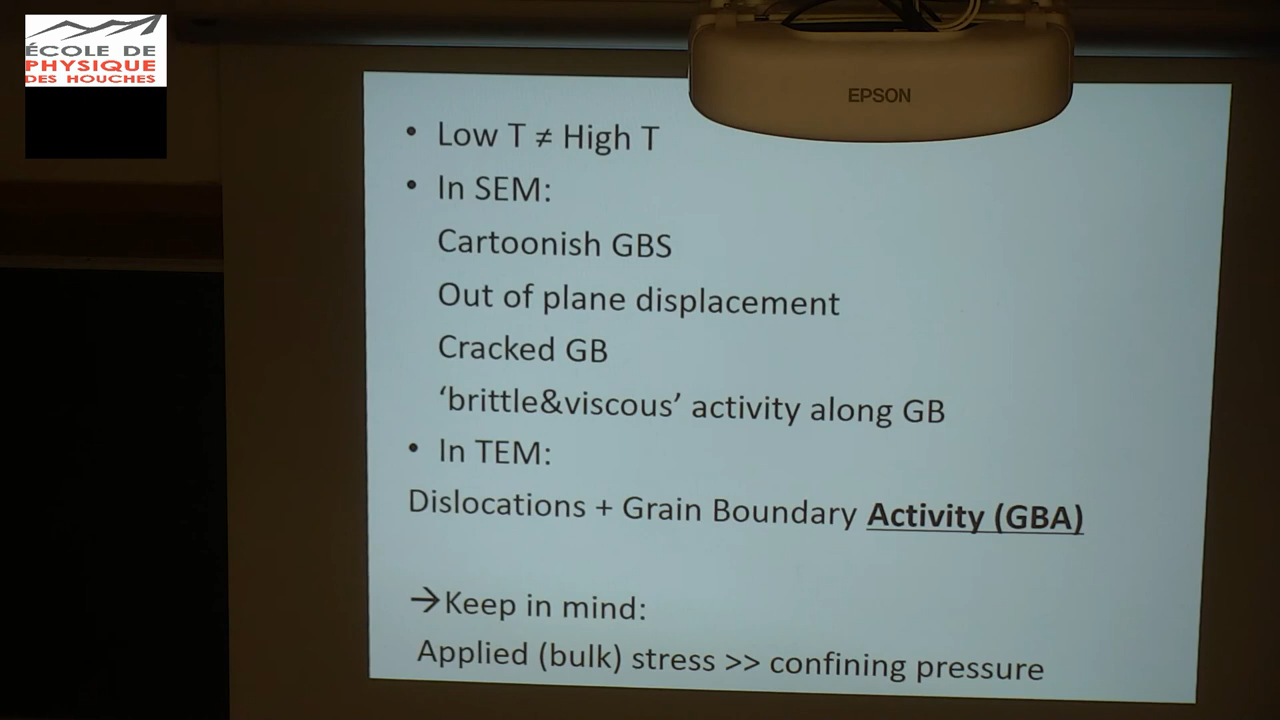 ÉCOLE DE
PHYSIQUE
DES HOUCHES
EPSON
• Low T ≠ High T
• In SEM:
Cartoonish GBS
Out of plane displacement
Cracked GB
‘brittle&viscous’ activity along GB
• In TEM:
Dislocations + Grain Boundary Activity (GBA)
→Keep in mind:
Applied (bulk) stress >> confining pressure